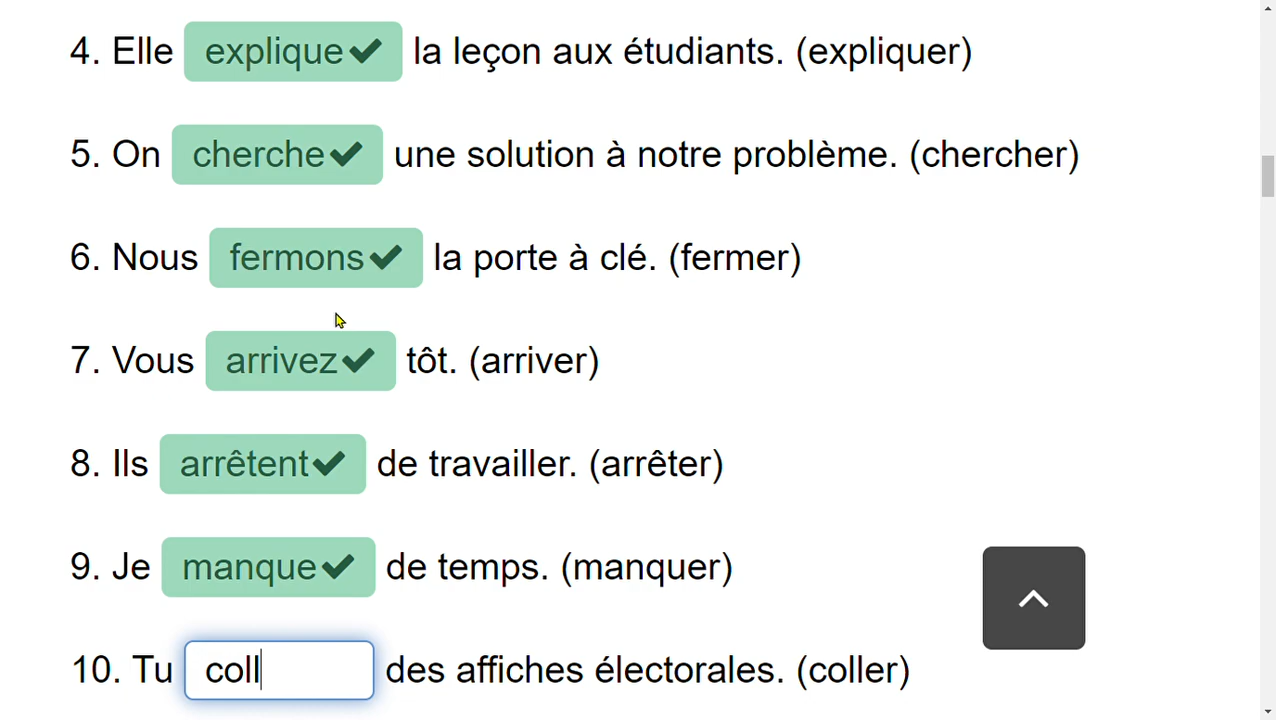 4. Elle explique✔ la leçon aux étudiants. (expliquer)
5. On cherche✔ une solution à notre problème. (chercher)
6. Nous fermons✔ la porte à clé. (fermer)
7. Vous arrivez✔ tôt. (arriver)
8. Ils arrêtent✔ de travailler. (arrêter)
9. Je manque✔ de temps. (manquer)
10. Tu coll des affiches électorales. (coller)